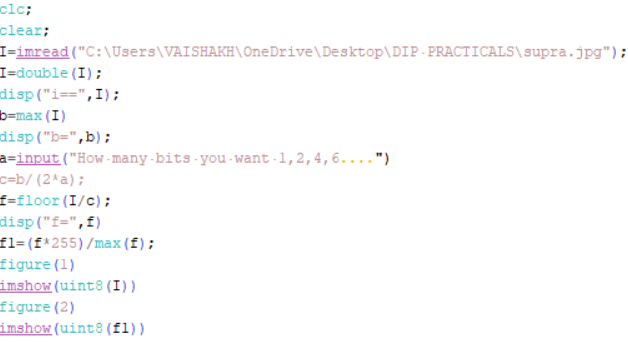 clc;
clear;
I=imread("C:\Users\VAISHAKH\OneDrive\Desktop\DIP PRACTICALS\supra.jpg");
I=double(I);
disp("i==",I);
b=max(I)
disp("b=",b);
a=input("How many bits you want 1,2,4,6....")
c=b/(2*a);
f=floor(I/c);
disp("f=",f)
f1=(f*255)/max(f);
figure(1)
imshow(uint8(I))
figure(2)
imshow(uint8(f1))